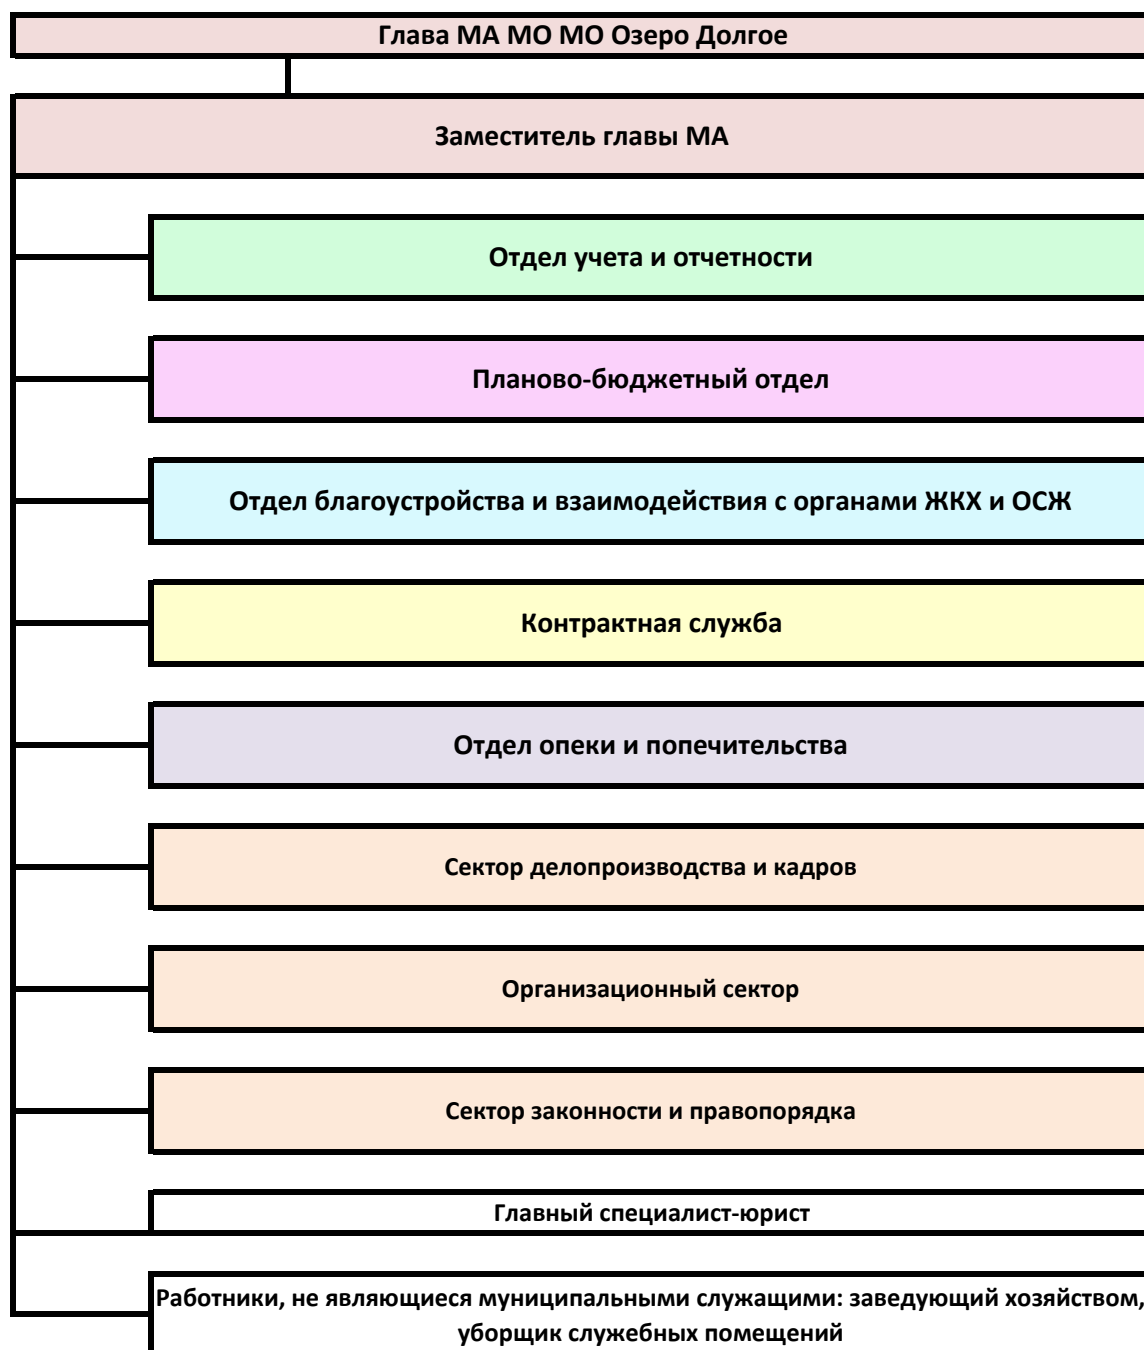 Глава МА МО МО Озеро Долгое
Заместитель главы МА
Отдел учета и отчетности
Планово-бюджетный отдел
Отдел благоустройства и взаимодействия с органами ЖКХ и ОСЖ
Контрактная служба
Отдел опеки и попечительства
Сектор делопроизводства и кадров
Организационный сектор
Сектор законности и правопорядка
Главный специалист-юрист
Работники, не являющиеся муниципальными служащими: заведующий хозяйством,
уборщик служебных помещений